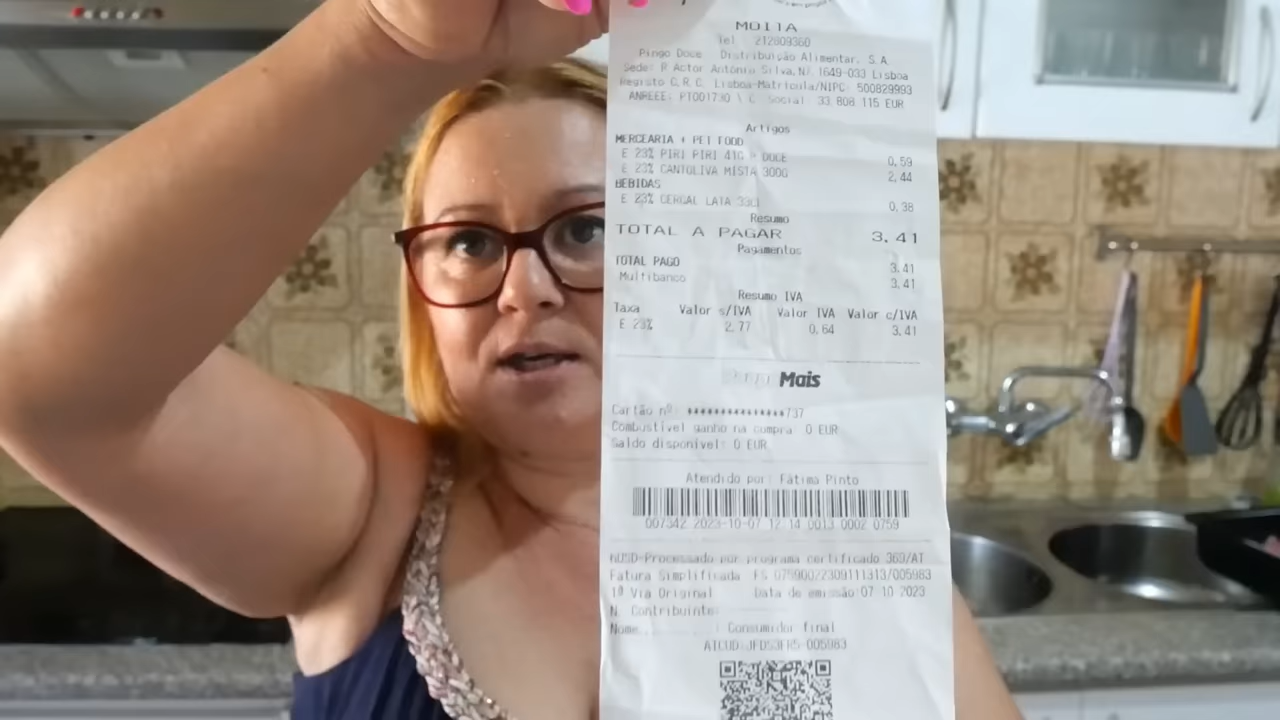 MOITA
Tel : 212809360
Pingo Doce - Distribuição Alimentar, S.A.
Sede: R Actor António Silva,Nº 1649-033 Lisboa
Registo C.R.C. Lisboa-Matricula/NIPC: 500829993
ANREEE: PT001730 \ C. Social: 33 808 115 EUR
Artigos
MERCEARIA + PET FOOD
E 23% PIRI PIRI 41G P DOCE 0,59
E 23% CANTOLIVA MISTA 300G 2,44
BEBIDAS
E 23% CERGAL LATA 33cl 0,38
Resumo
TOTAL A PAGAR 3,41
Pagamentos
TOTAL PAGO 3,41
Multibanco 3,41
Resumo IVA
Taxa Valor s/IVA Valor IVA Valor c/IVA
E 23% 2,77 0,64 3,41
Mais
Cartão nº: ***************737
Combustível ganho na compra: 0 EUR
Saldo disponível: 0 EUR
Atendido por: Fátima Pinto
007342 2023-10-07 12:14 0013 0002 0759
hUSD-Processado por programa certificado 369/AT
Fatura Simplificada FS 0759002230911​1313/005983
1ª Via Original Data de emissão:07-10-2023
N. Contribuinte:
Nome: Consumidor final
ATCUD:JFDS3FR5-005983